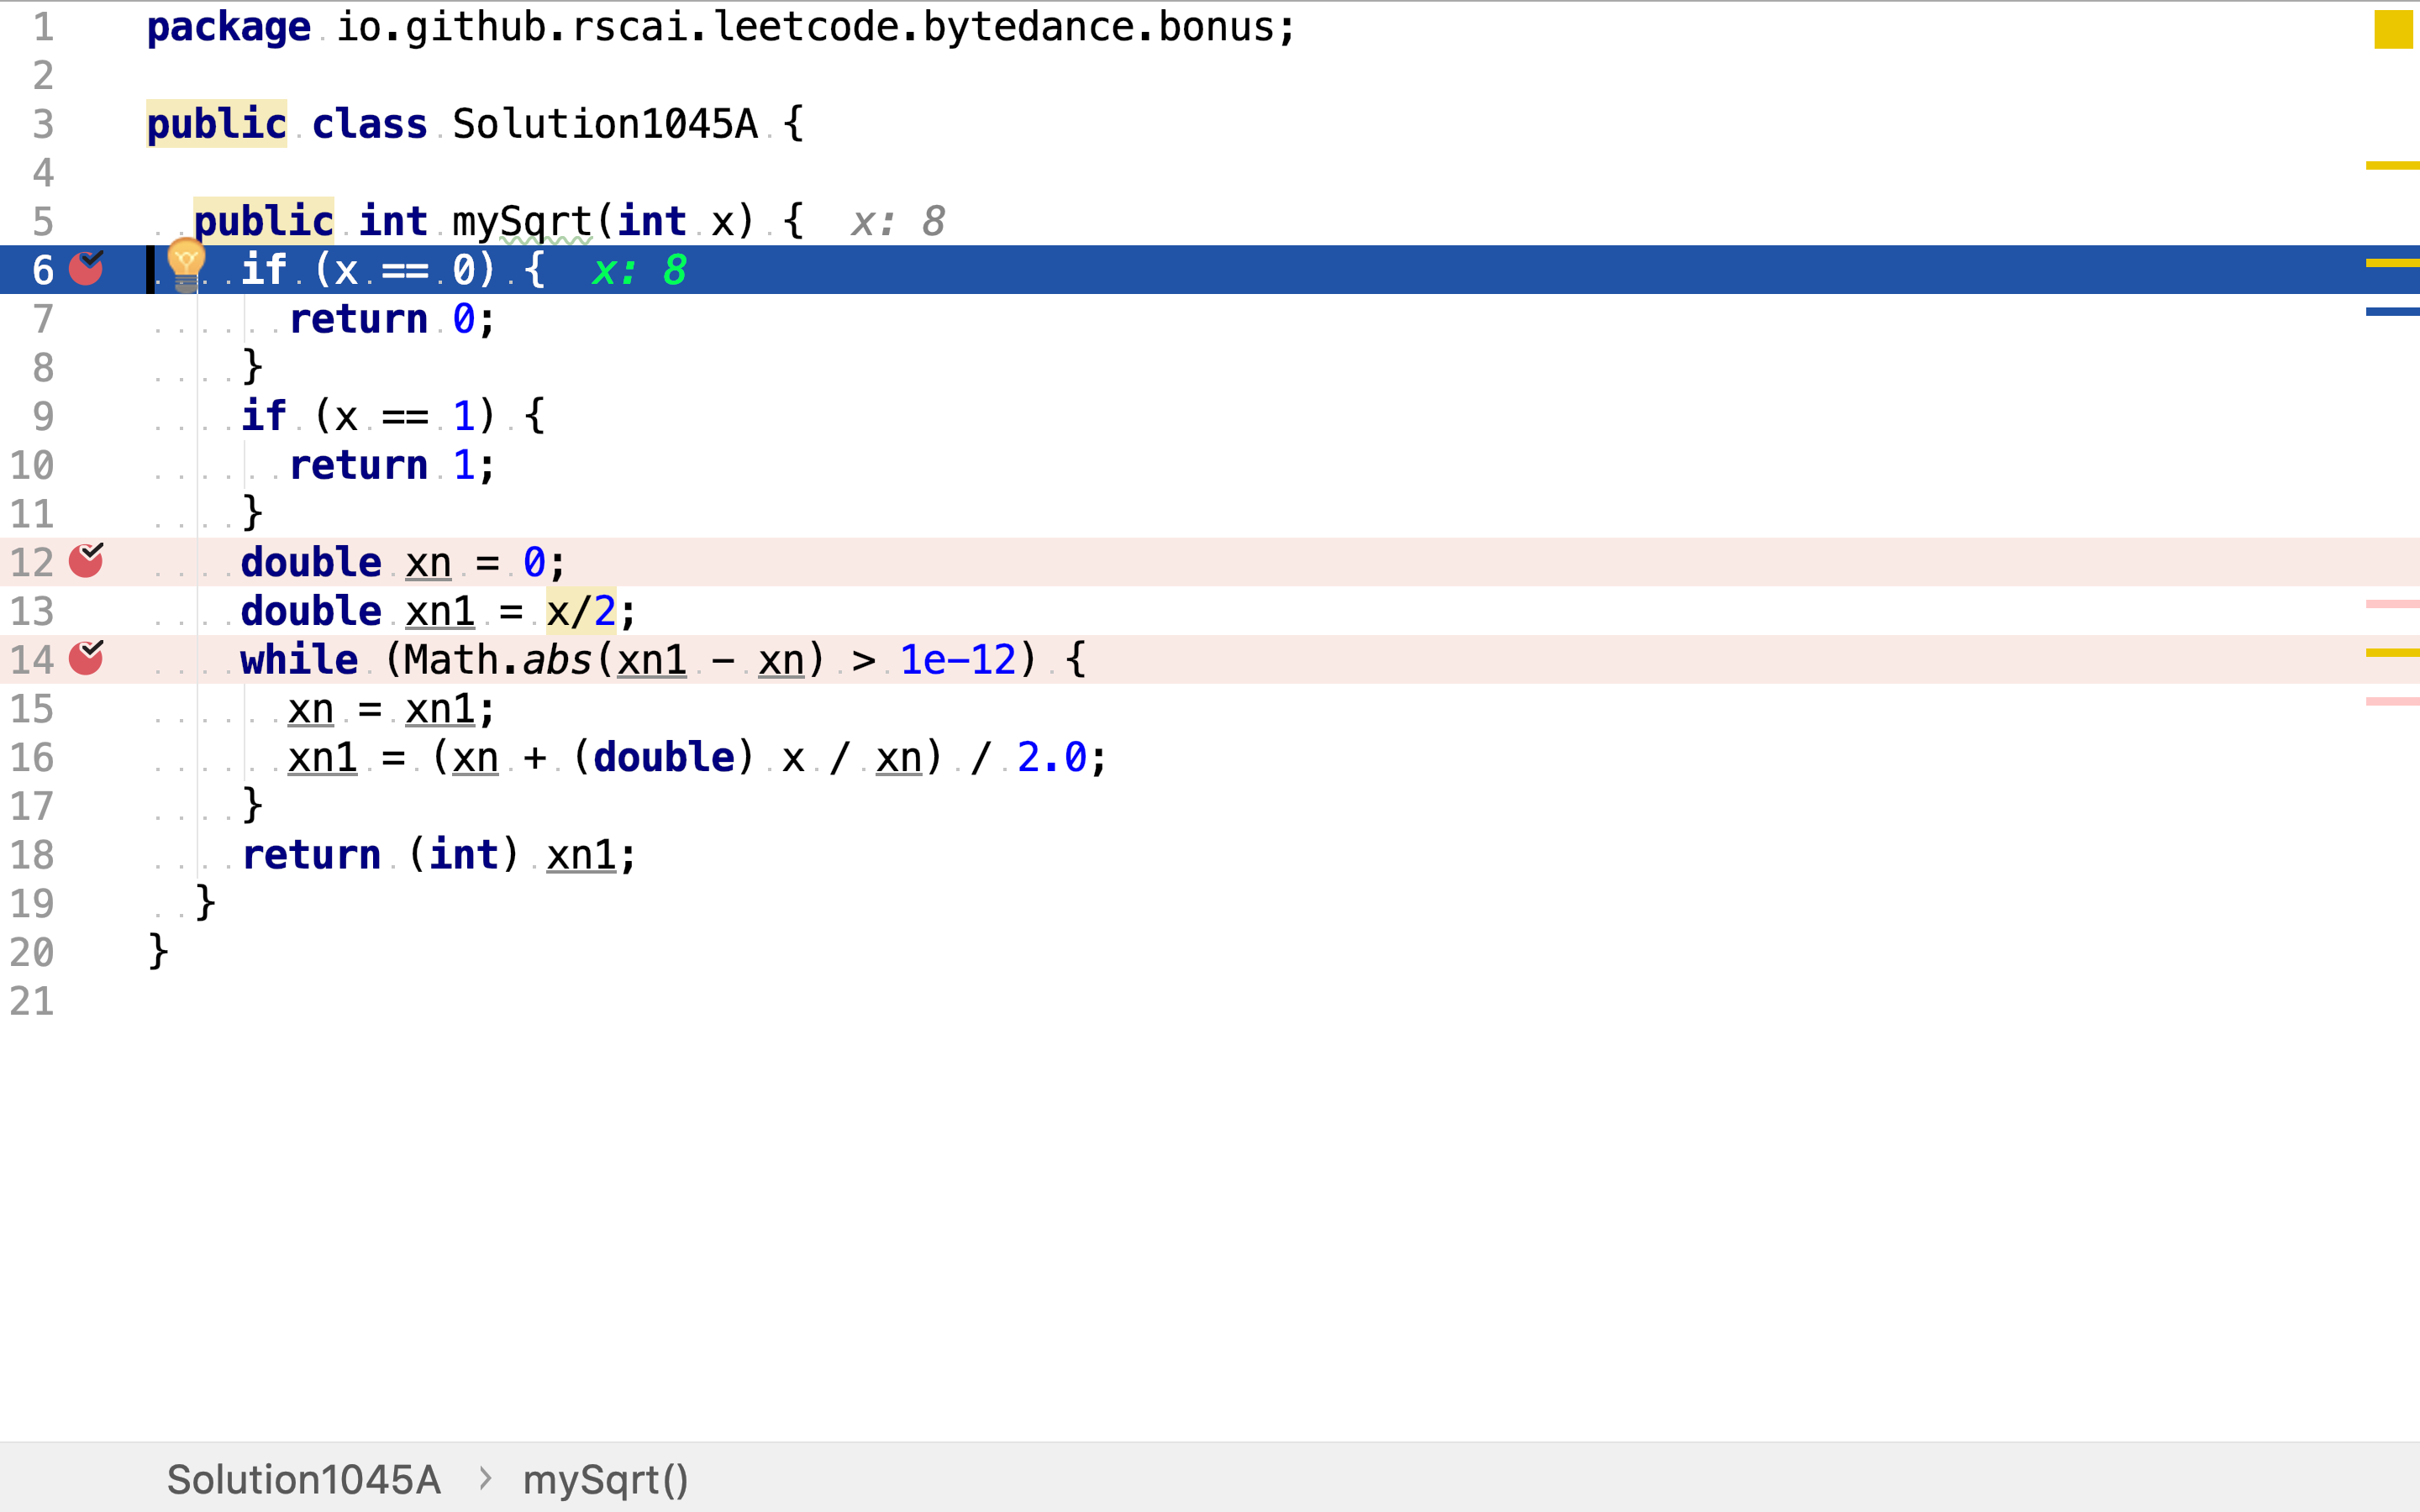 1 package io.github.rscai.leetcode.bytedance.bonus;
2
3 public class Solution1045A {
4
5 public int mySqrt(int x) { x: 8
6 if (x == 0) { x: 8
7 return 0;
8 }
9 if (x == 1) {
10 return 1;
11 }
12 double xn = 0;
13 double xn1 = x/2;
14 while (Math.abs(xn1 - xn) > 1e-12) {
15 xn = xn1;
16 xn1 = (xn + (double) x / xn) / 2.0;
17 }
18 return (int) xn1;
19 }
20 }
21
Solution1045A > mySqrt()